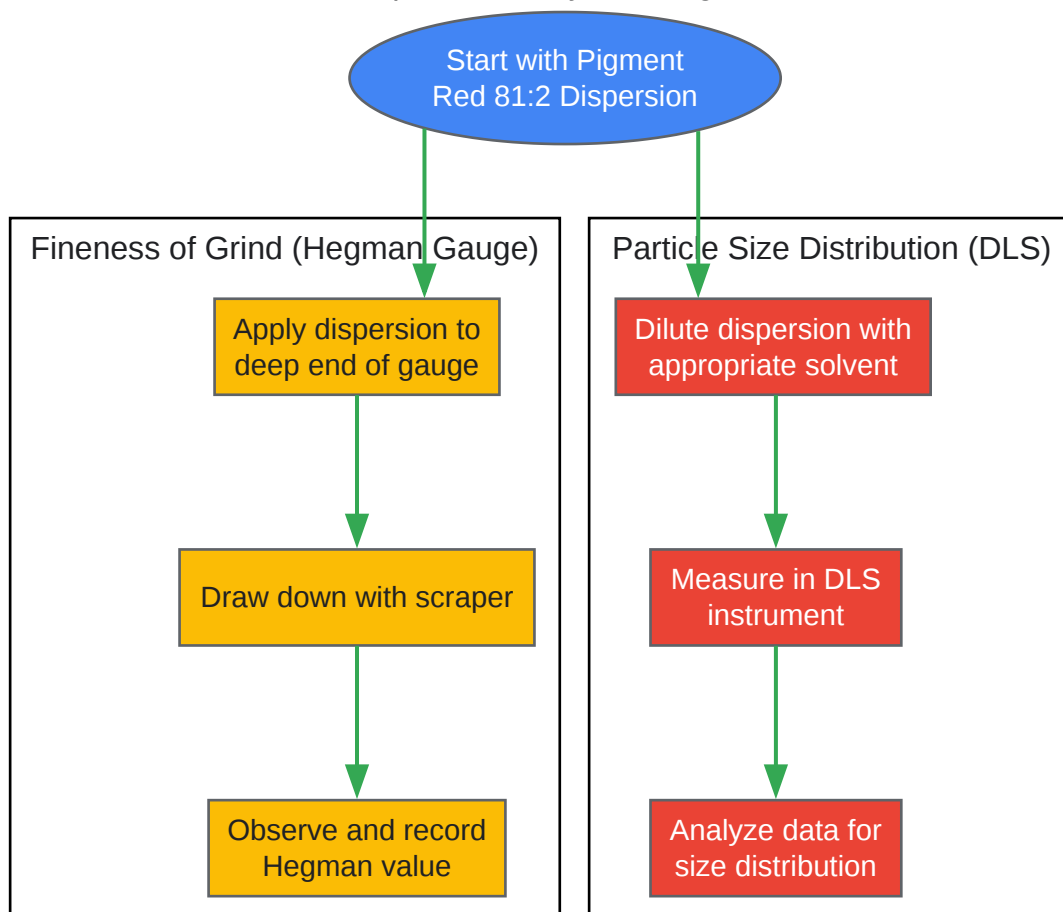 Start with Pigment
Red 81:2 Dispersion
Fineness of Grind (Hegman Gauge)
Apply dispersion to
deep end of gauge
Draw down with scraper
Observe and record
Hegman value
Particle Size Distribution (DLS)
Dilute dispersion with
appropriate solvent
Measure in DLS
instrument
Analyze data for
size distribution